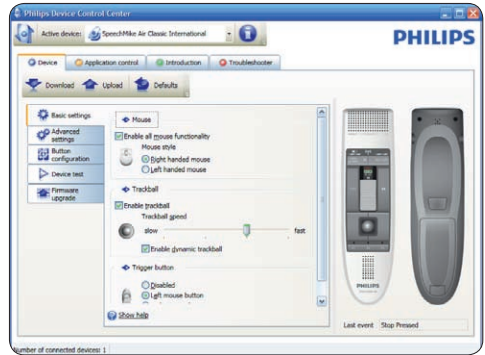 Philips Device Control Center
Active device: SpeechMike Air Classic International
PHILIPS
Device Application control Introduction Troubleshooter
Download Upload Defaults
Basic settings
Advanced settings
Button configuration
Device test
Firmware upgrade
Mouse
Enable all mouse functionality
Mouse style
Right handed mouse
Left handed mouse
Trackball
Enable trackball
Trackball speed
slow fast
Enable dynamic trackball
Trigger button
Disabled
Left mouse button
Show help
PHILIPS
Last event Stop Pressed
Number of connected devices: 1